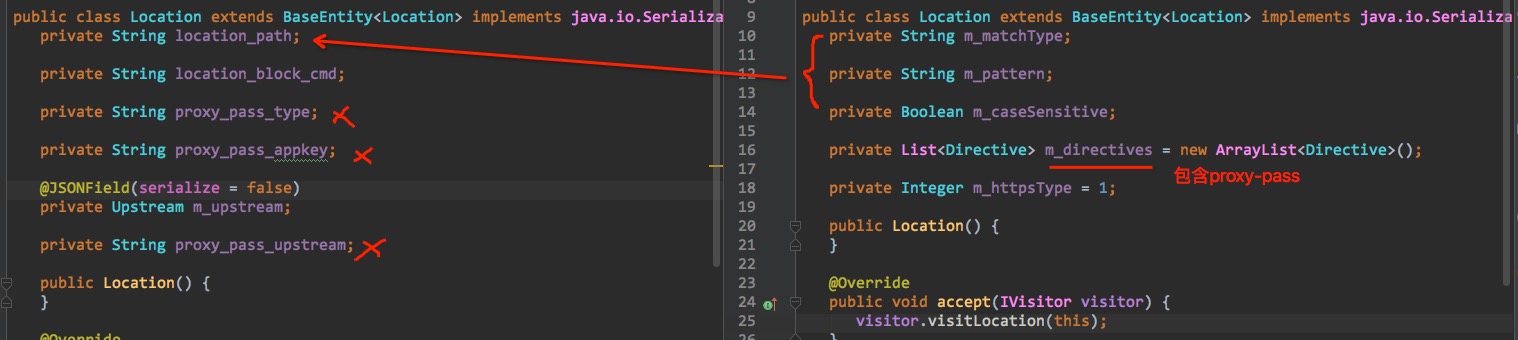 public class Location extends BaseEntity<Location> implements java.io.Serializa
private String location_path;
private String location_block_cmd;
private String proxy_pass_type;
private String proxy_pass_appkey;
@JSONField(serialize = false)
private Upstream m_upstream;
private String proxy_pass_upstream;
public Location() {
}
@Override
9 public class Location extends BaseEntity<Location> implements java.io.Serializa
10 private String m_matchType;
11
12 private String m_pattern;
13
14 private Boolean m_caseSensitive;
15
16 private List<Directive> m_directives = new ArrayList<Directive>();
17
包含proxy-pass
18 private Integer m_httpsType = 1;
19
20 public Location() {
21 }
22
23 @Override
24 public void accept(IVisitor visitor) {
25 visitor.visitLocation(this);
26 }